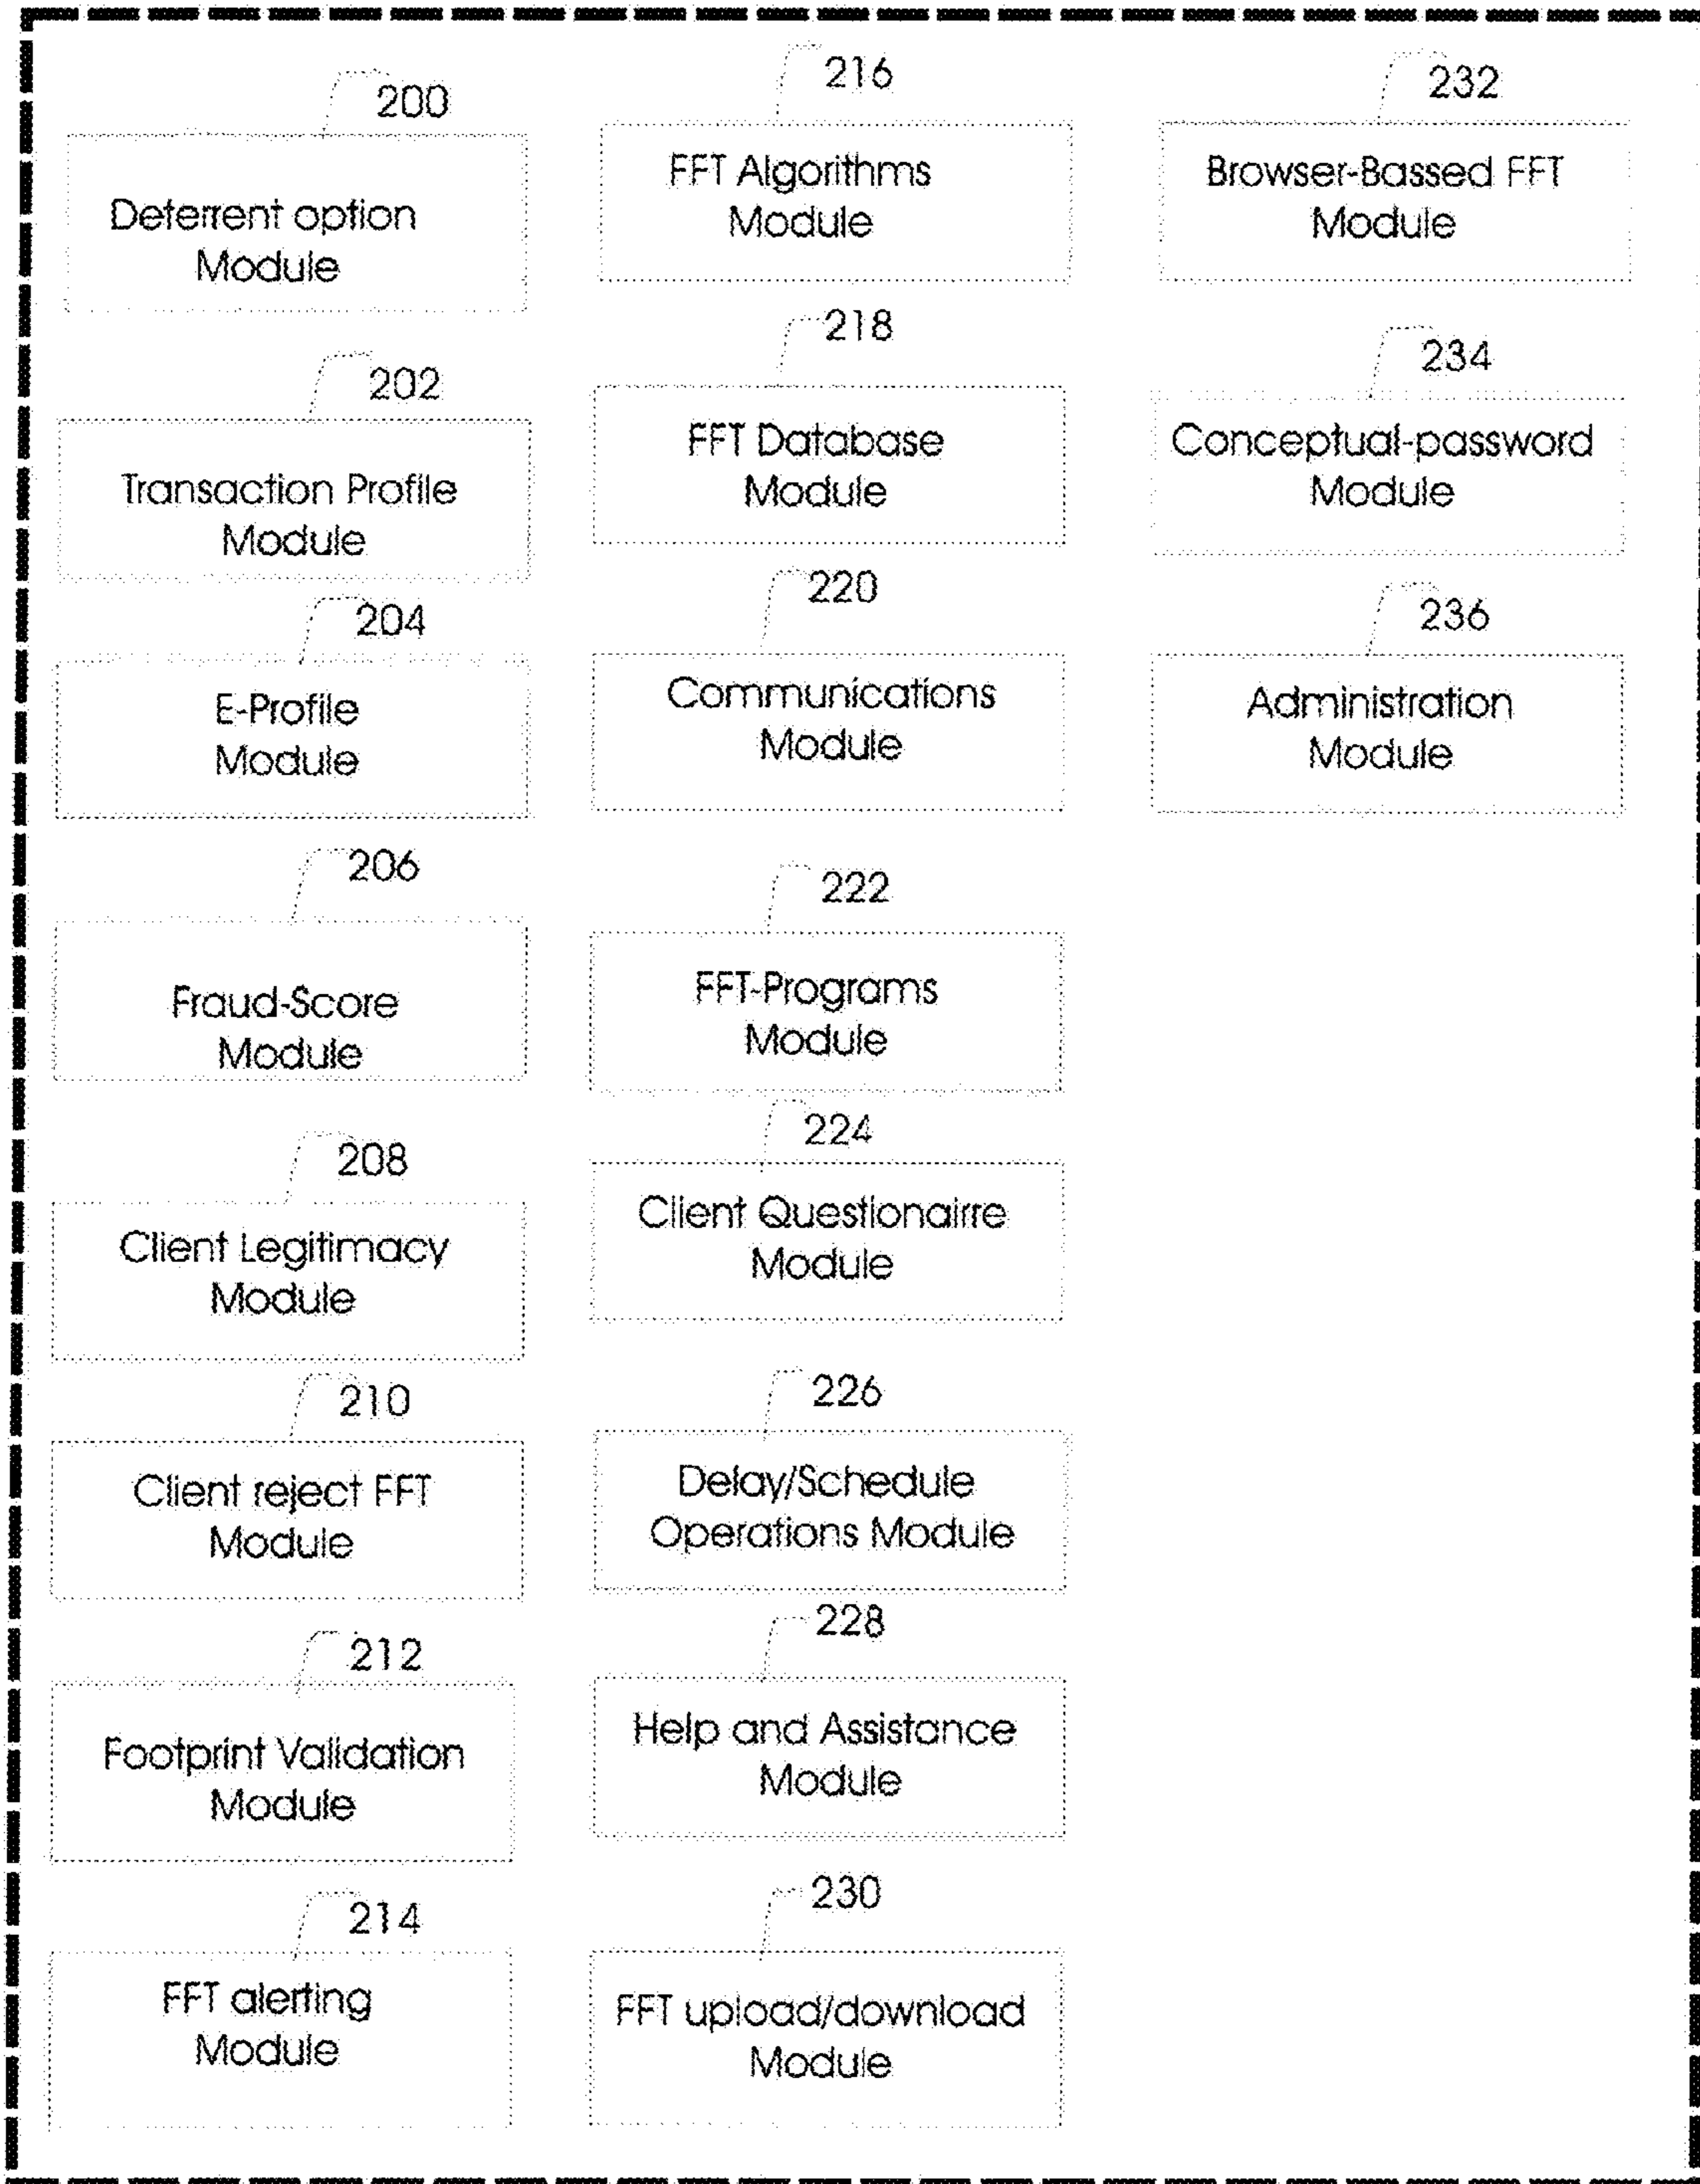 200
Deterrent option
Module
202
Transaction Profile
Module
204
E-Profile
Module
206
Fraud-Score
Module
208
Client Legitimacy
Module
210
Client reject FFT
Module
212
Footprint Validation
Module
214
FFT alerting
Module
216
FFT Algorithms
Module
218
FFT Database
Module
220
Communications
Module
222
FFT-Programs
Module
224
Client Questionairre
Module
226
Delay/Schedule
Operations Module
228
Help and Assistance
Module
230
FFT upload/download
Module
232
Browser-Bassed FFT
Module
234
Conceptual-password
Module
236
Administration
Module